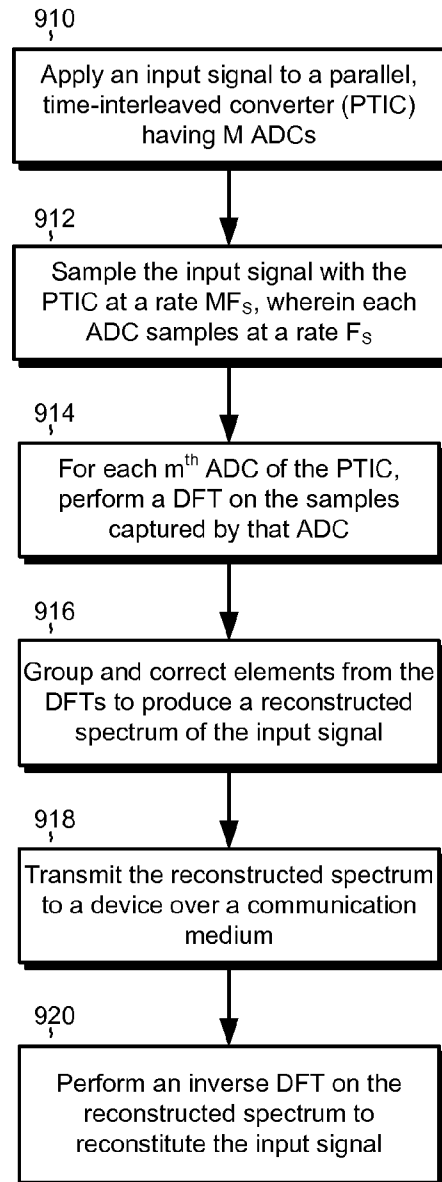 910
Apply an input signal to a parallel,
time-interleaved converter (PTIC)
having M ADCs
912
Sample the input signal with the
PTIC at a rate MFS, wherein each
ADC samples at a rate FS
914
For each mth ADC of the PTIC,
perform a DFT on the samples
captured by that ADC
916
Group and correct elements from the
DFTs to produce a reconstructed
spectrum of the input signal
918
Transmit the reconstructed spectrum
to a device over a communication
medium
920
Perform an inverse DFT on the
reconstructed spectrum to
reconstitute the input signal